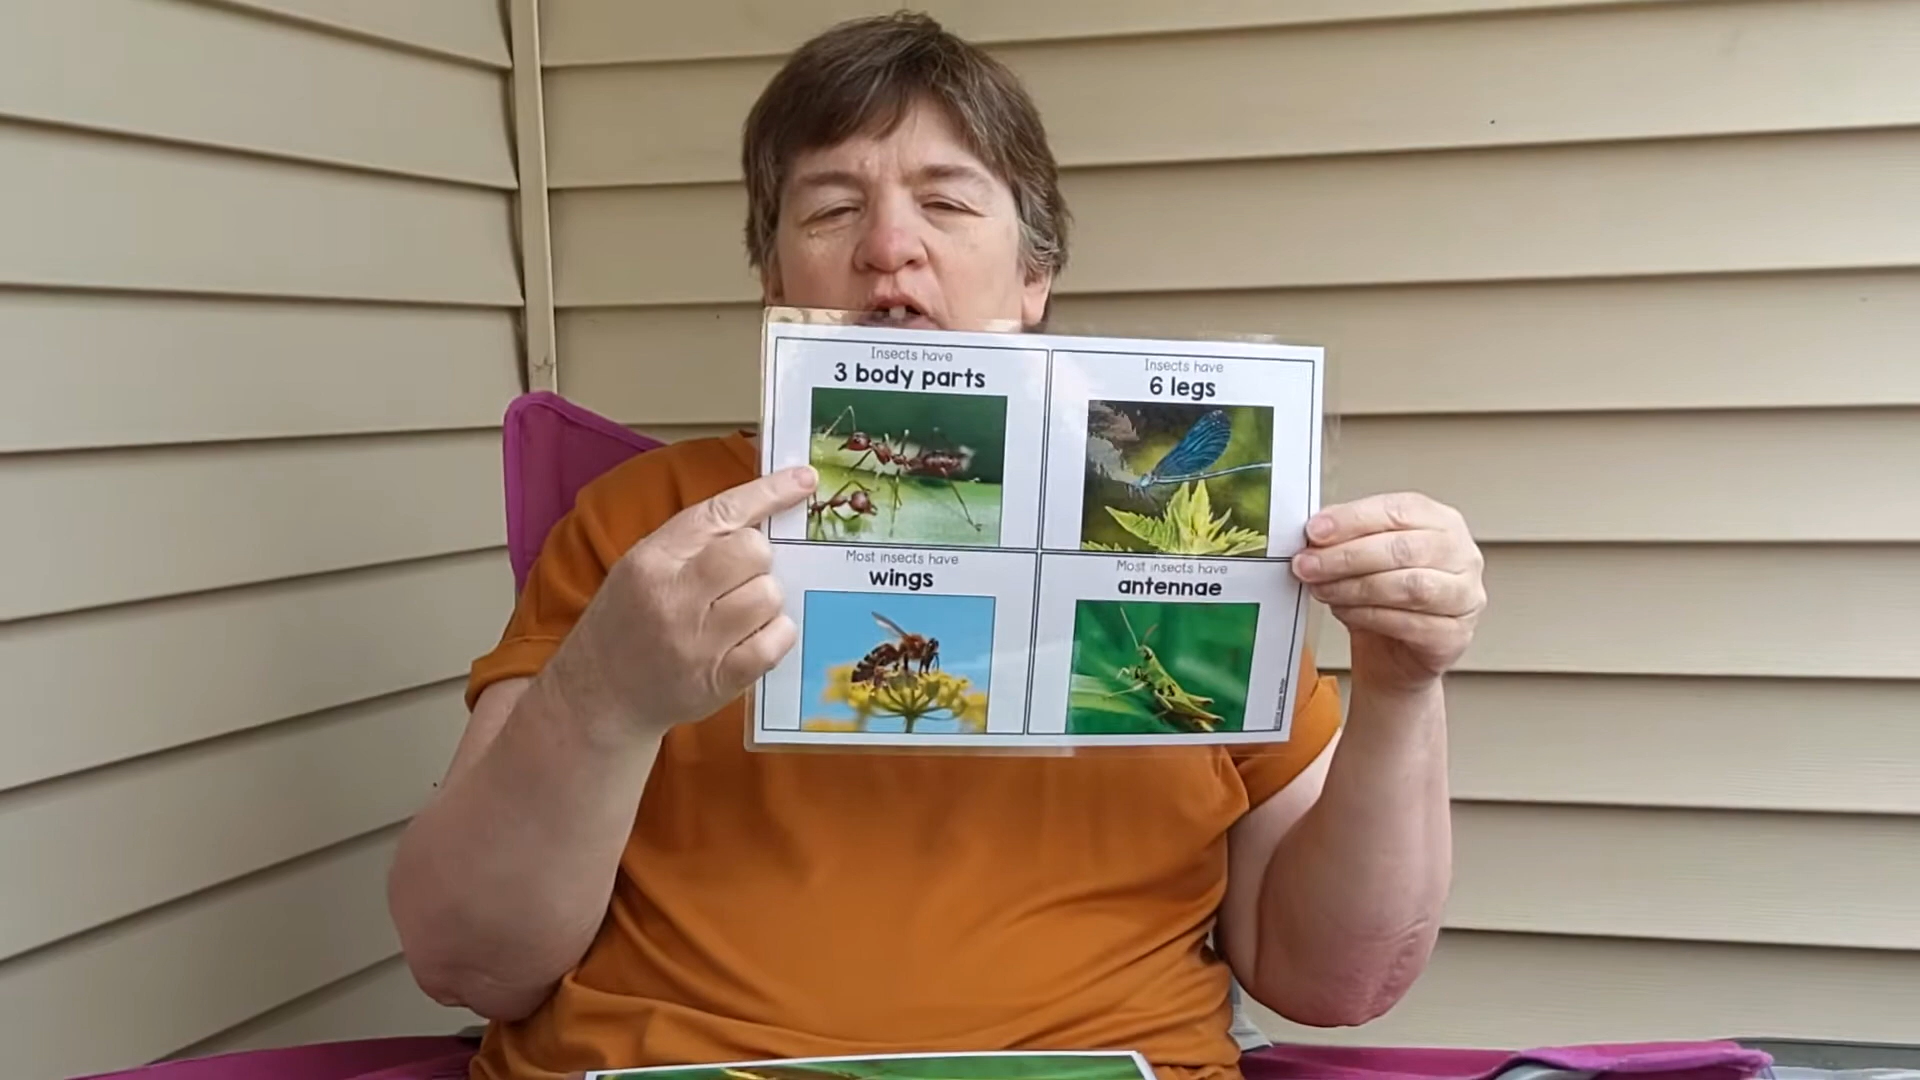 Insects have
3 body parts
Insects have
6 legs
Most insects have
wings
Most insects have
antennae